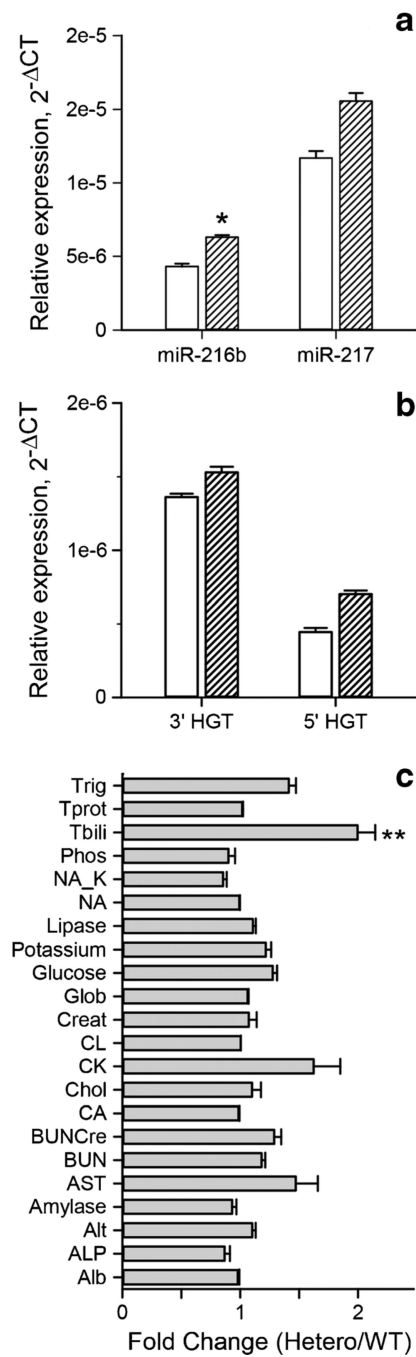 a
Relative expression, 2^-ΔCT
2e-5
2e-5
1e-5
5e-6
0
*
miR-216b miR-217
b
Relative expression, 2^-ΔCT
2e-6
1e-6
0
3' HGT 5' HGT
c
Trig
Tprot
Tbili **
Phos
NA_K
NA
Lipase
Potassium
Glucose
Glob
Creat
CL
CK
Chol
CA
BUNCre
BUN
AST
Amylase
Alt
ALP
Alb
0 1 2
Fold Change (Hetero/WT)